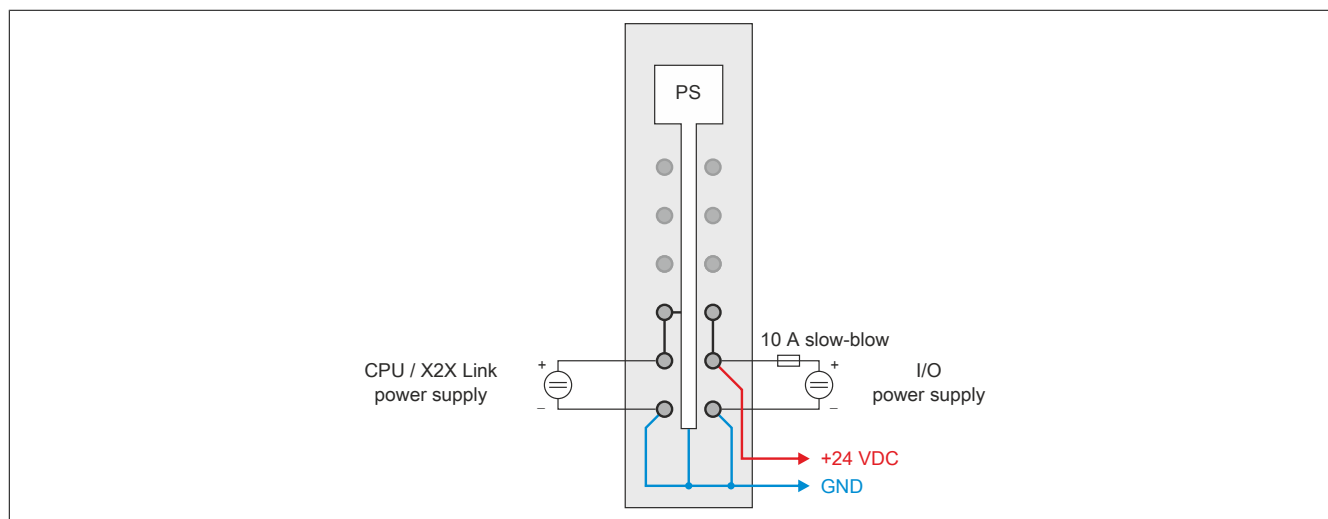 PS
10 A slow-blow
+
+
CPU / X2X Link
power supply
I/O
power supply
–
–
+24 VDC
GND